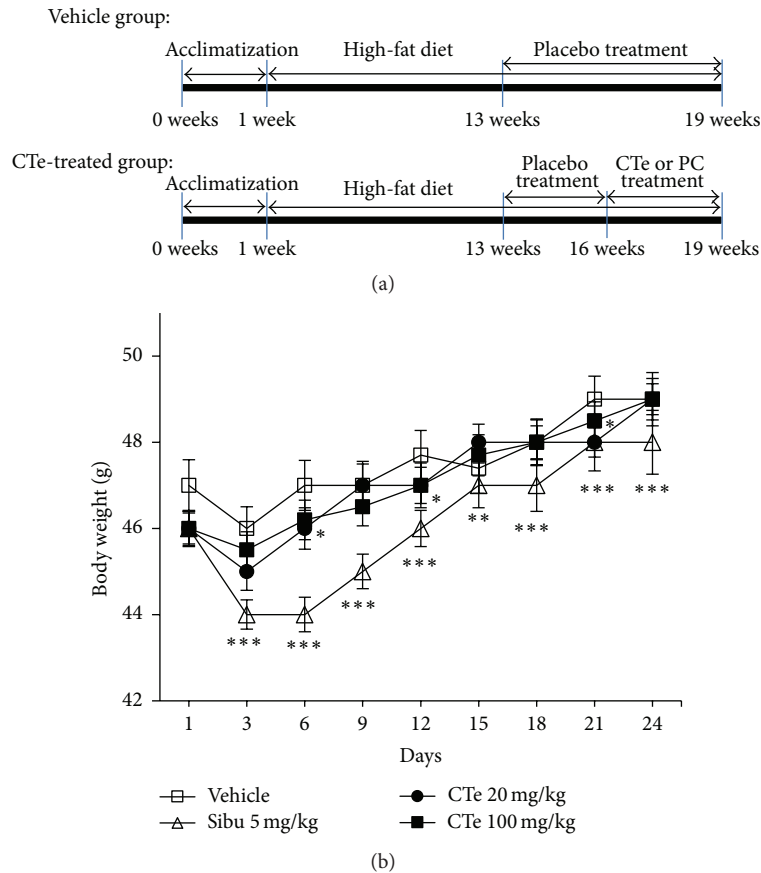 Vehicle group:
Acclimatization High-fat diet Placebo treatment
0 weeks 1 week 13 weeks 19 weeks
CTe-treated group:
Acclimatization High-fat diet Placebo treatment CTe or PC treatment
0 weeks 1 week 13 weeks 16 weeks 19 weeks
(a)
Body weight (g)
50
48
46
44
42
*
*
*
*** *** *** *** ** *** *** ***
1 3 6 9 12 15 18 21 24
Days
Vehicle CTe 20 mg/kg
Sibu 5 mg/kg CTe 100 mg/kg
(b)